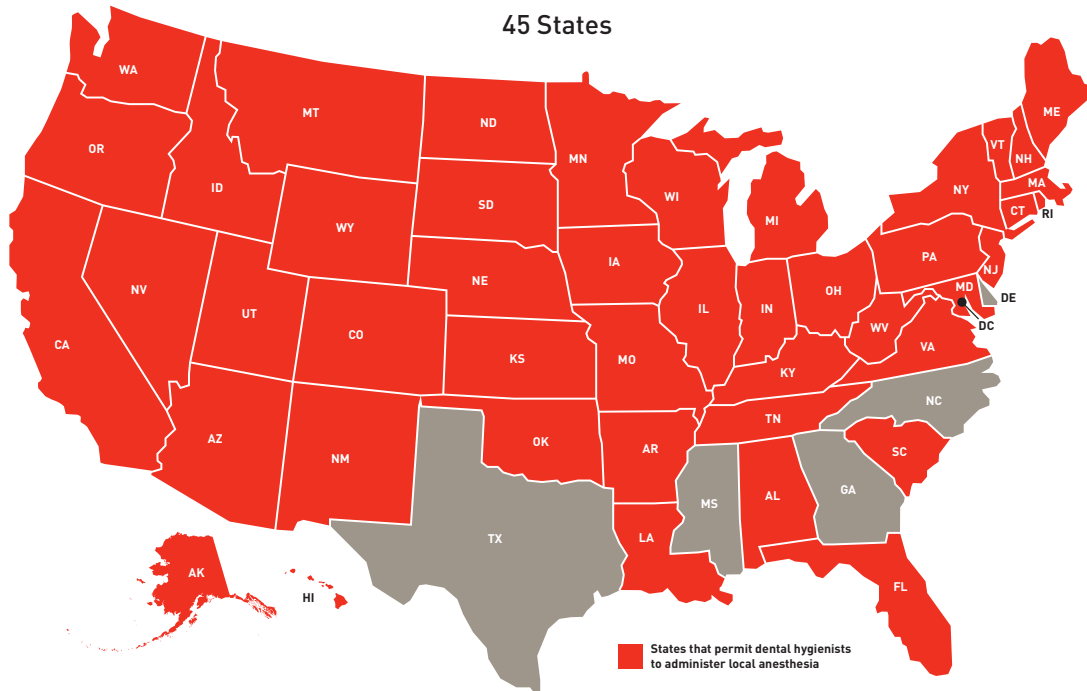 45 States
WA
MT
ND
MN
ME
VT
NH
OR
ID
SD
WI
MI
NY
MA
CT
RI
WY
IA
PA
NJ
NE
NV
UT
CO
IL
IN
OH
MD
DE
DC
WV
VA
CA
KS
MO
KY
NC
AZ
NM
OK
AR
TN
SC
MS
AL
GA
TX
LA
AK
HI
FL
States that permit dental hygienists
to administer local anesthesia